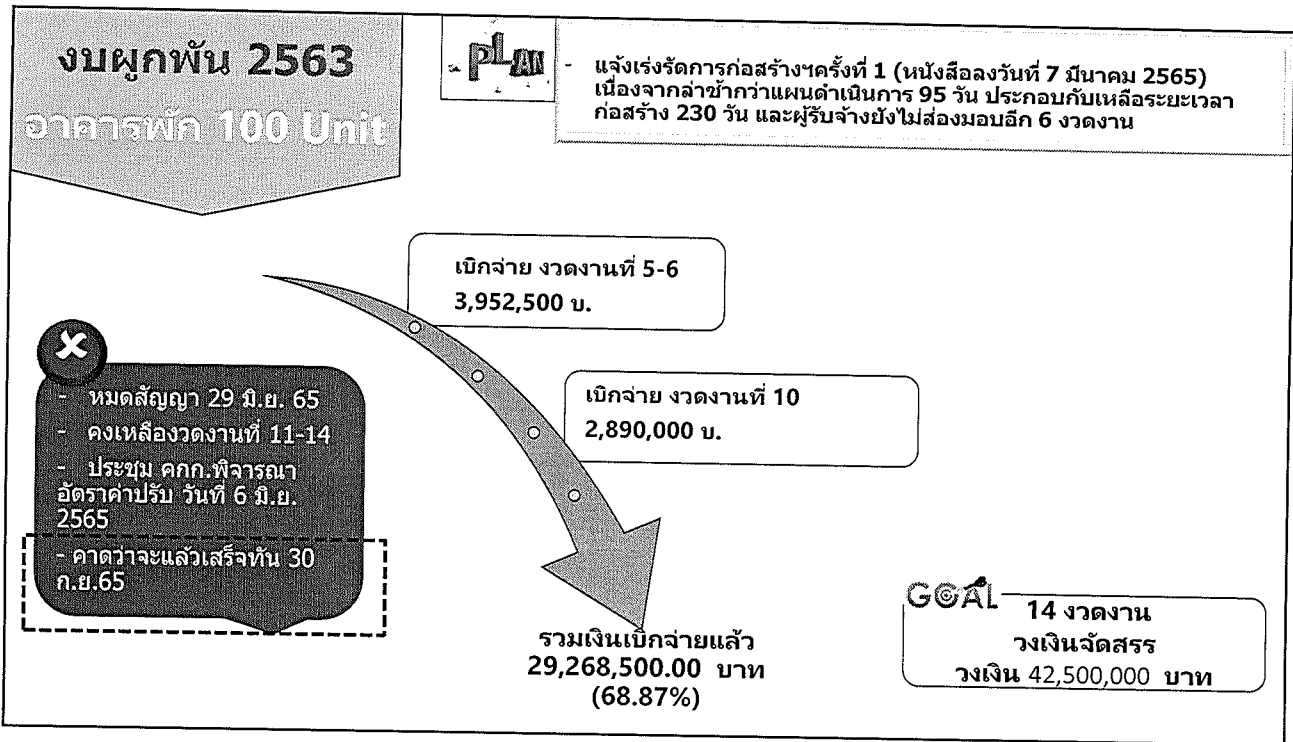 งบผูกพัน 2563
อาคารพัก 100 Unit
PLAN
- แจ้งเร่งรัดการก่อสร้างฯครั้งที่ 1 (หนังสือลงวันที่ 7 มีนาคม 2565)
เนื่องจากล่าช้ากว่าแผนดำเนินการ 95 วัน ประกอบกับเหลือระยะเวลา
ก่อสร้าง 230 วัน และผู้รับจ้างยังไม่ส่องมอบอีก 6 งวดงาน
เบิกจ่าย งวดงานที่ 5-6
3,952,500 บ.
เบิกจ่าย งวดงานที่ 10
2,890,000 บ.
- หมดสัญญา 29 มิ.ย. 65
- คงเหลืองวดงานที่ 11-14
- ประชุม คกก.พิจารณา
อัตราค่าปรับ วันที่ 6 มิ.ย.
2565
- คาดว่าจะแล้วเสร็จทัน 30
ก.ย.65
รวมเงินเบิกจ่ายแล้ว
29,268,500.00 บาท
(68.87%)
GOAL
14 งวดงาน
วงเงินจัดสรร
วงเงิน 42,500,000 บาท